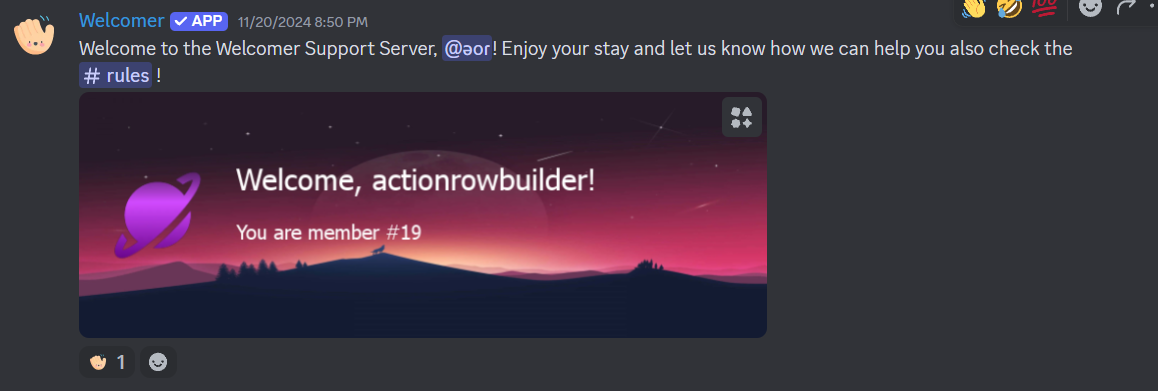 Welcomer ✓ APP 11/20/2024 8:50 PM
Welcome to the Welcomer Support Server, @əor! Enjoy your stay and let us know how we can help you also check the
# rules !
Welcome, actionrowbuilder!
You are member #19
1